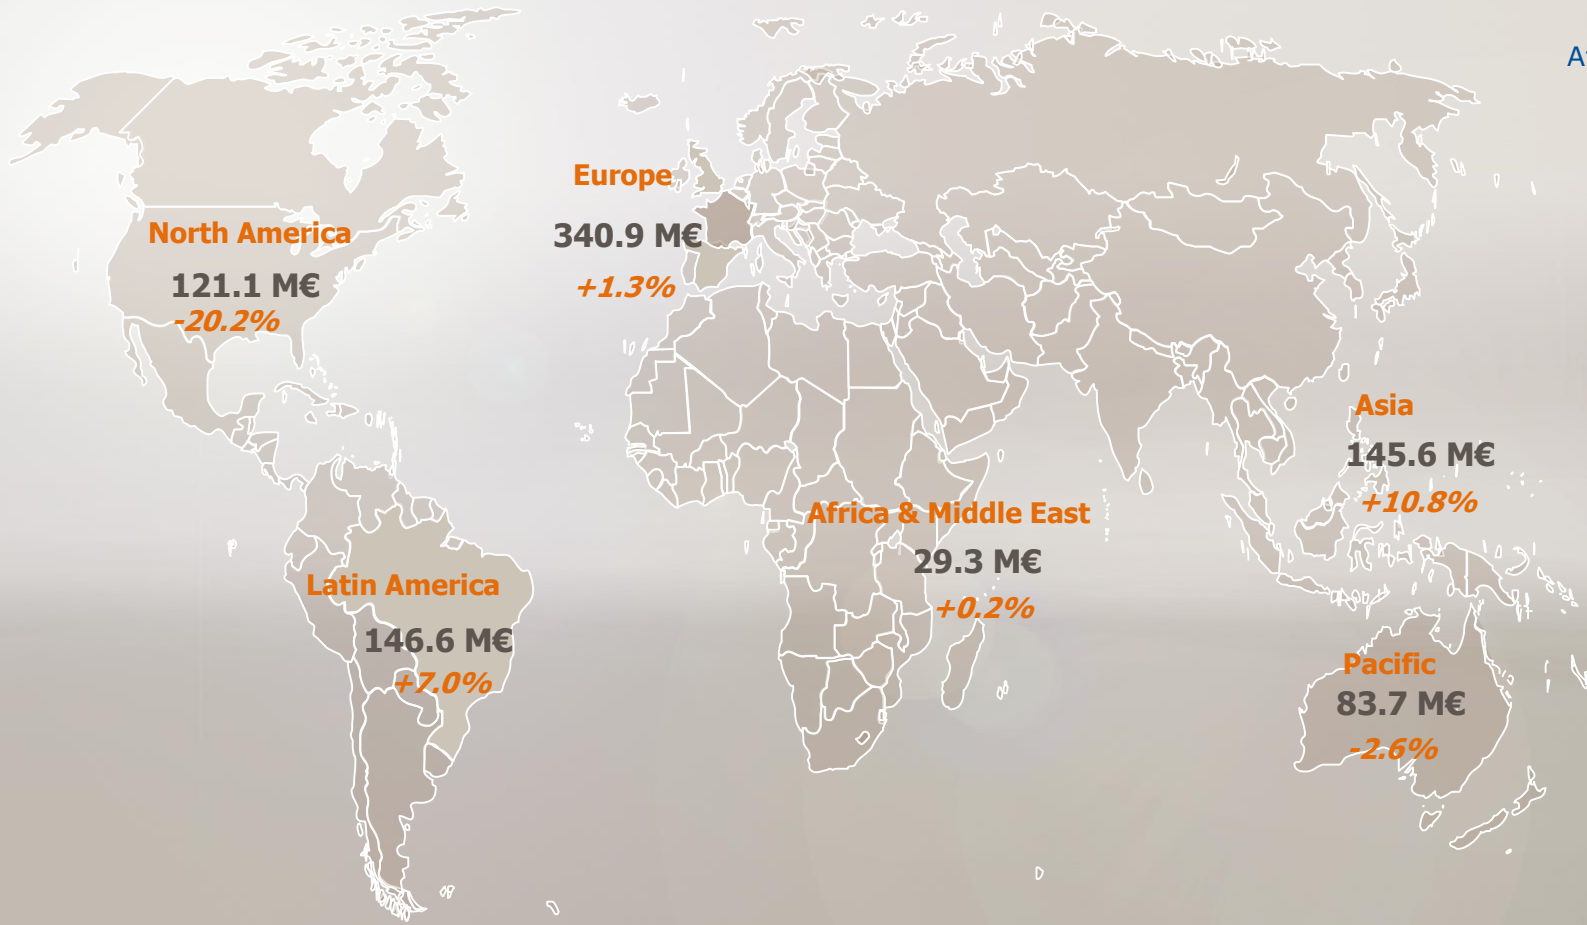 Europe
340.9 M€
+1.3%
North America
121.1 M€
-20.2%
Asia
145.6 M€
+10.8%
Africa & Middle East
29.3 M€
+0.2%
Latin America
146.6 M€
+7.0%
Pacific
83.7 M€
-2.6%